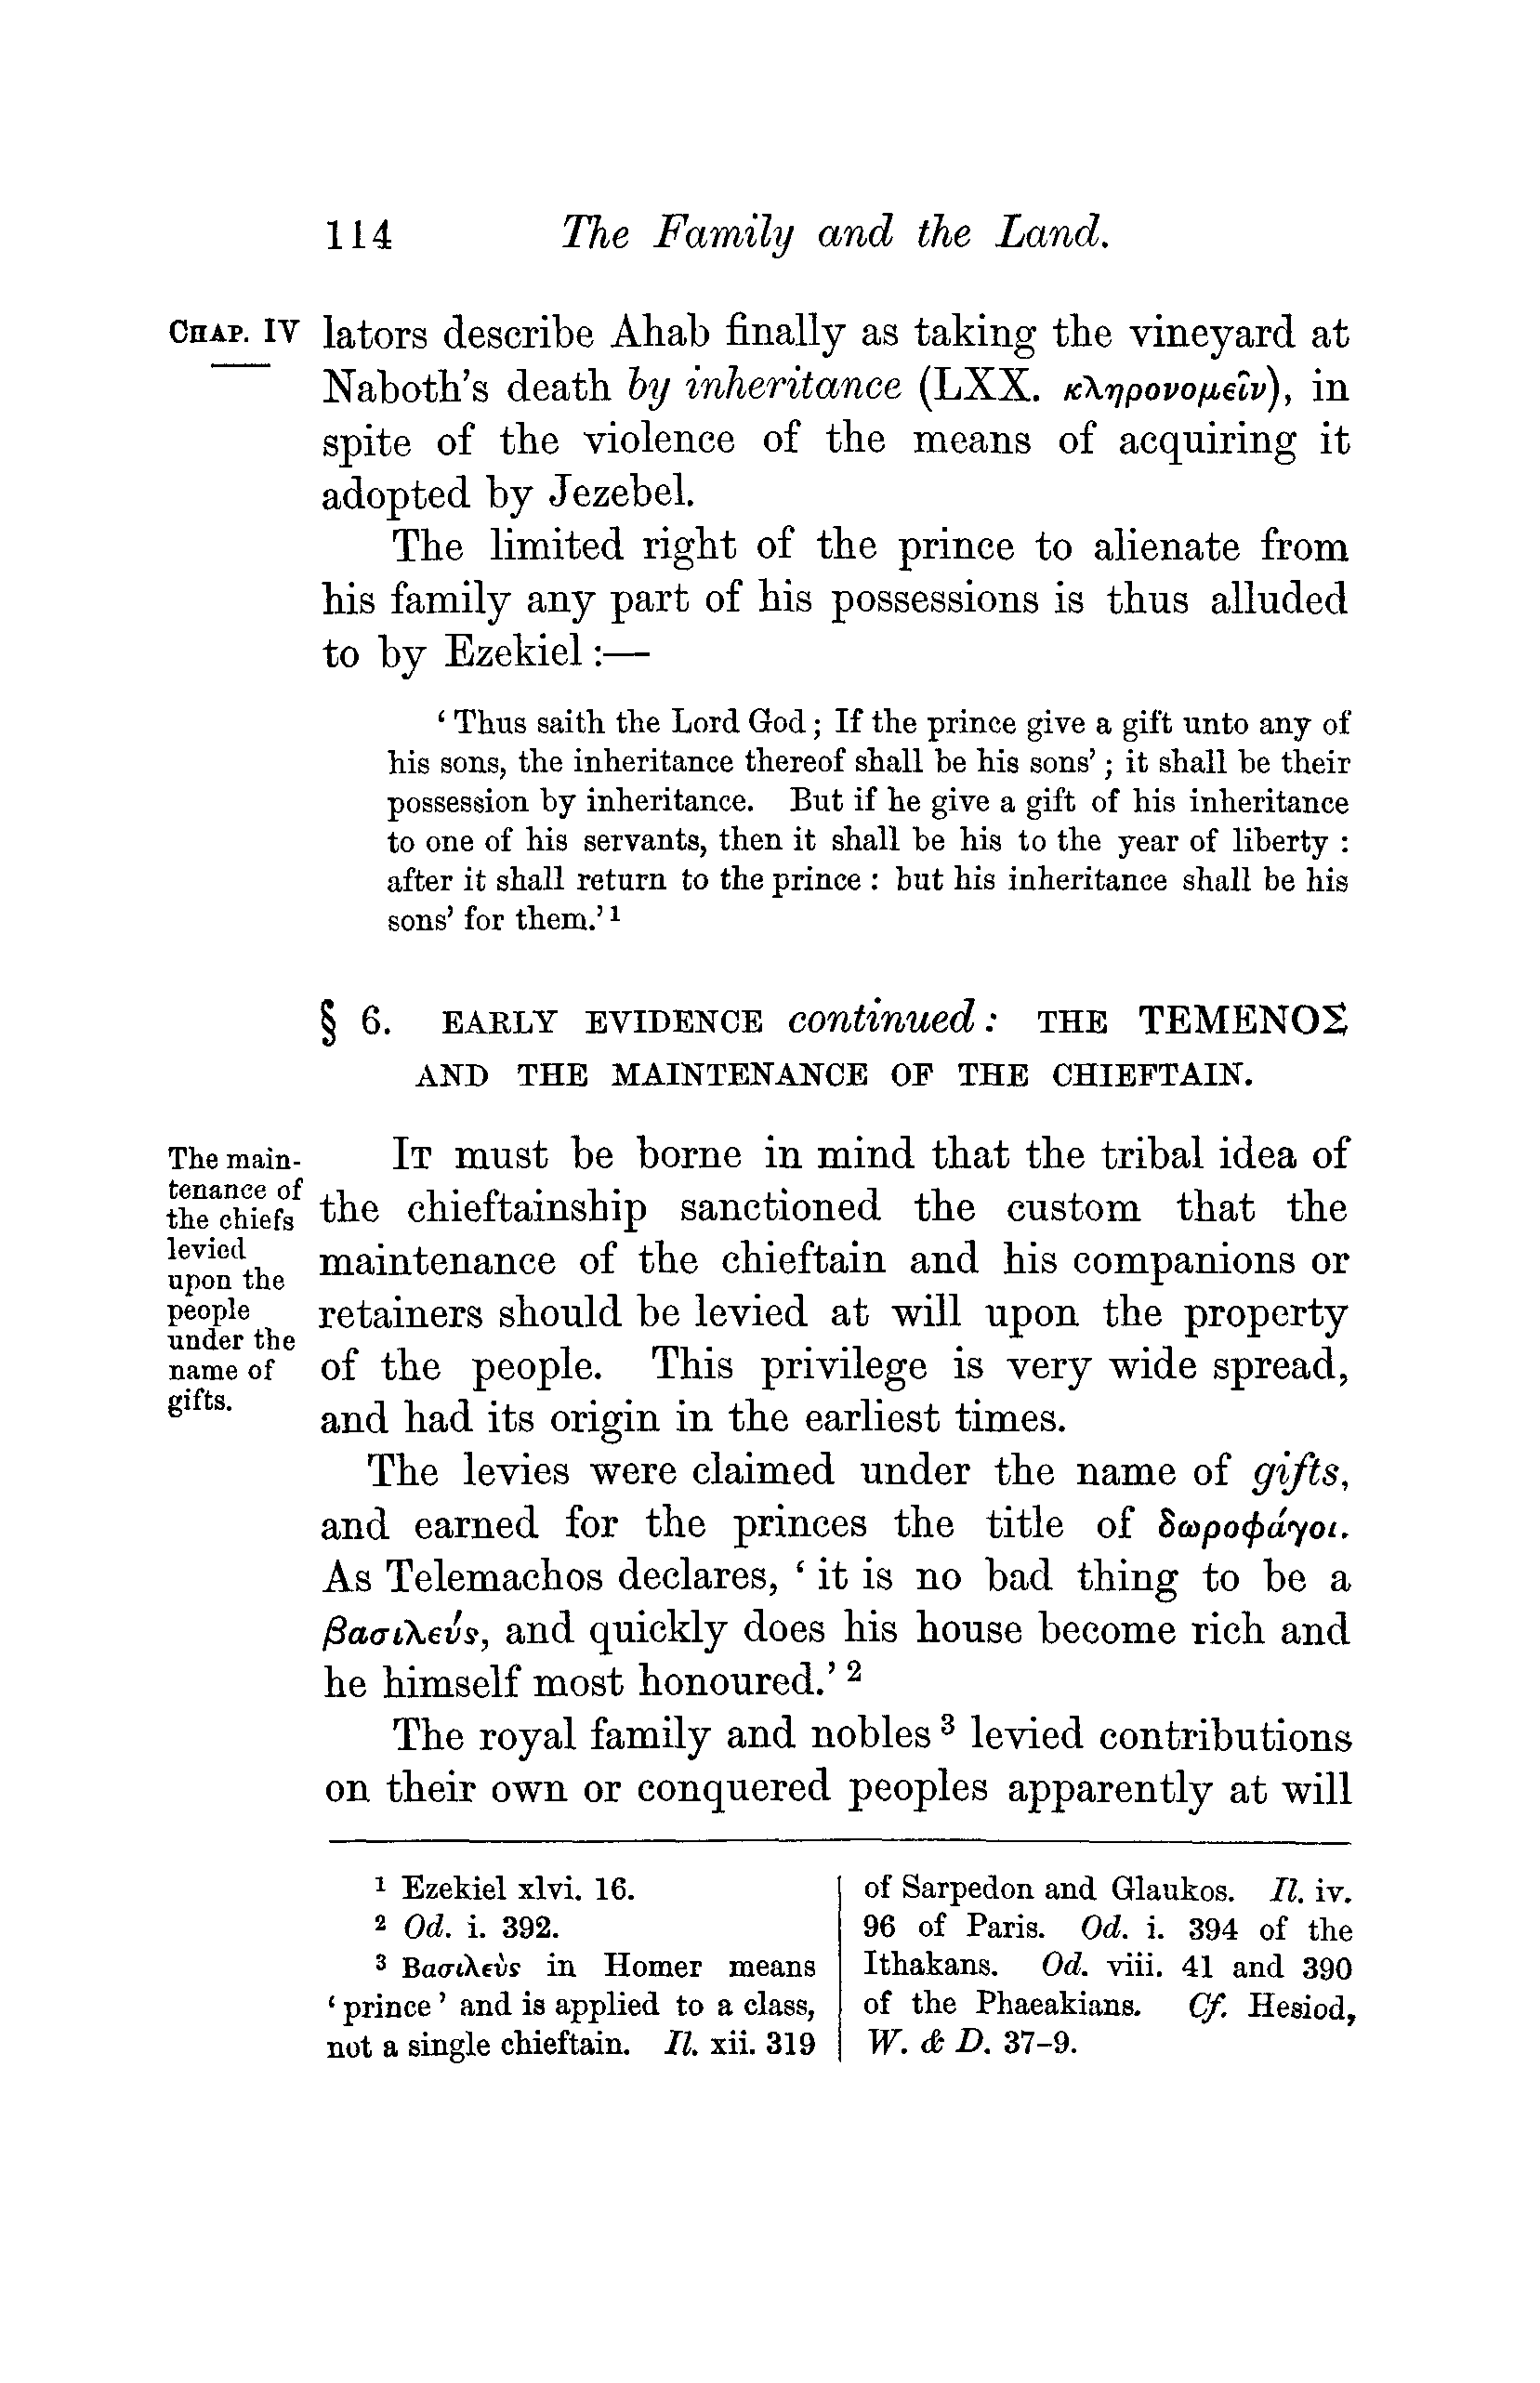 114 The Family and the Land.
CHAP. IV
lators describe Ahab finally as taking the vineyard at
Naboth's death by inheritance (LXX. κληρονομεῖν), in
spite of the violence of the means of acquiring it
adopted by Jezebel.
The limited right of the prince to alienate from
his family any part of his possessions is thus alluded
to by Ezekiel :—
‘ Thus saith the Lord God ; If the prince give a gift unto any of
his sons, the inheritance thereof shall be his sons’ ; it shall be their
possession by inheritance. But if he give a gift of his inheritance
to one of his servants, then it shall be his to the year of liberty :
after it shall return to the prince : but his inheritance shall be his
sons’ for them.’ ¹
§ 6. EARLY EVIDENCE continued : THE TEMENOΣ
AND THE MAINTENANCE OF THE CHIEFTAIN.
The main-
tenance of
the chiefs
levied
upon the
people
under the
name of
gifts.
IT must be borne in mind that the tribal idea of
the chieftainship sanctioned the custom that the
maintenance of the chieftain and his companions or
retainers should be levied at will upon the property
of the people. This privilege is very wide spread,
and had its origin in the earliest times.
The levies were claimed under the name of gifts,
and earned for the princes the title of δωροφάγοι.
As Telemachos declares, ‘ it is no bad thing to be a
βασιλεύς, and quickly does his house become rich and
he himself most honoured.’ ²
The royal family and nobles ³ levied contributions
on their own or conquered peoples apparently at will
¹ Ezekiel xlvi. 16.
² Od. i. 392.
³ Βασιλεὺς in Homer means
‘ prince ’ and is applied to a class,
not a single chieftain. Il. xii. 319
of Sarpedon and Glaukos. Il. iv.
96 of Paris. Od. i. 394 of the
Ithakans. Od. viii. 41 and 390
of the Phaeakians. Cf. Hesiod,
W. & D. 37-9.